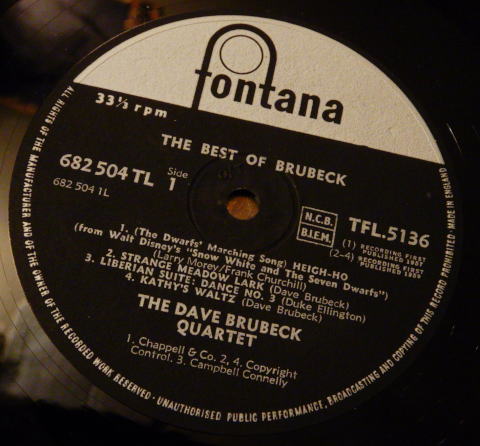 fontana
33⅓ rpm
THE BEST OF BRUBECK
682 504 TL
Side
1
682 504 1L
N.C.B.
B.I.E.M.
TFL.5136
(1) RECORDING FIRST
PUBLISHED
(2–4) RECORDING FIRST
PUBLISHED
1. (The Dwarfs' Marching Song) HEIGH-HO
(from Walt Disney's "Snow White and The Seven Dwarfs")
(Larry Morey/Frank Churchill)
2. STRANGE MEADOW LARK (Dave Brubeck)
3. LIBERIAN SUITE: DANCE NO. 3 (Duke Ellington)
4. KATHY'S WALTZ (Dave Brubeck)
THE DAVE BRUBECK
QUARTET
1. Chappell & Co. 2, 4. Copyright
Control. 3. Campbell Connelly
ALL RIGHTS OF THE MANUFACTURER AND OF THE OWNER OF THE RECORDED WORK RESERVED · UNAUTHORISED PUBLIC PERFORMANCE, BROADCASTING AND COPYING OF THIS RECORD PROHIBITED · MADE IN ENGLAND